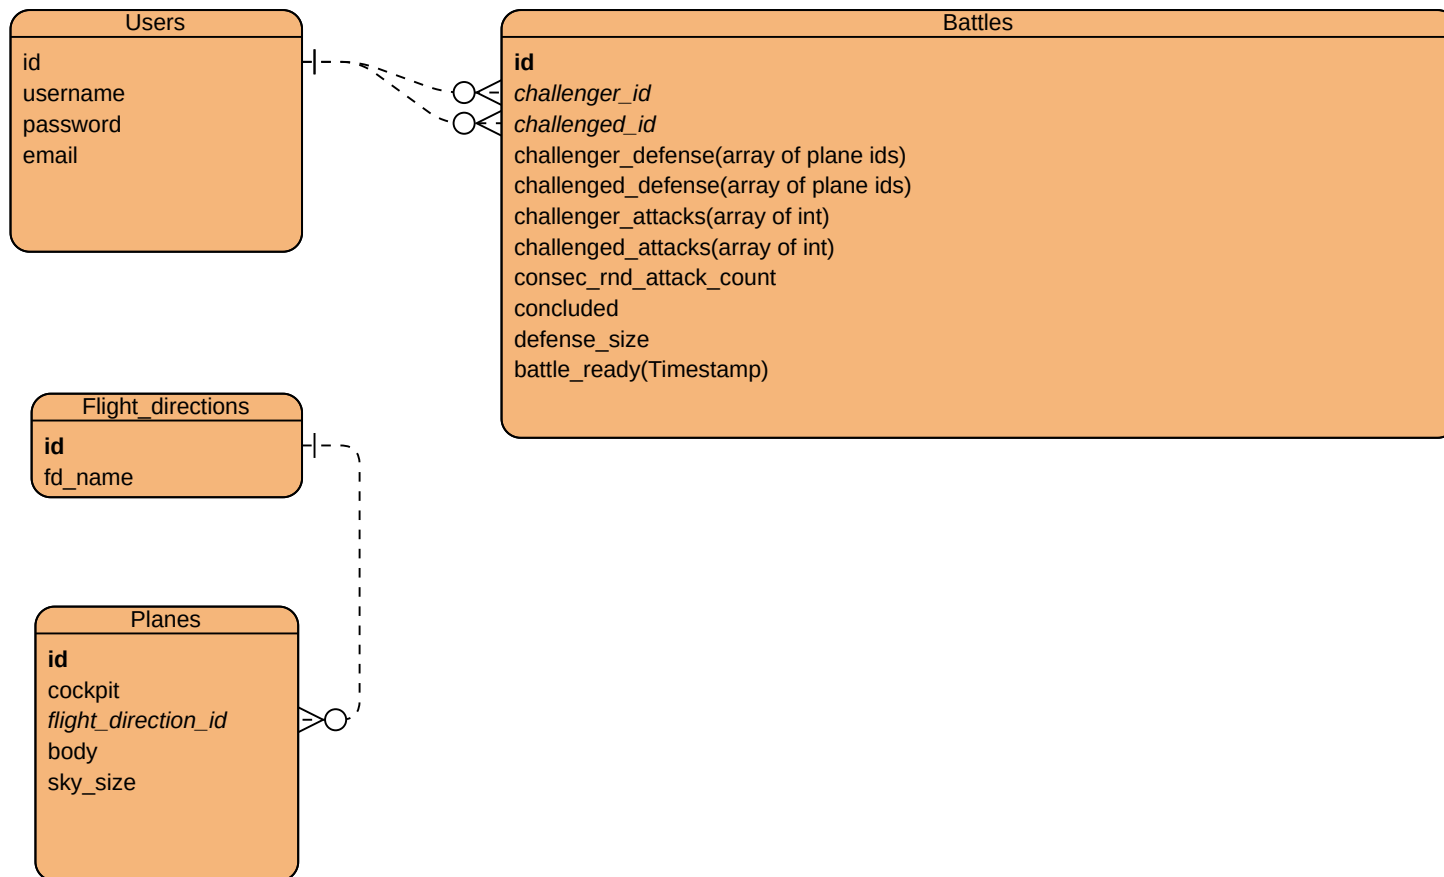 Users
id
username
password
email
Battles
id
challenger_id
challenged_id
challenger_defense(array of plane ids)
challenged_defense(array of plane ids)
challenger_attacks(array of int)
challenged_attacks(array of int)
consec_rnd_attack_count
concluded
defense_size
battle_ready(Timestamp)
Flight_directions
id
fd_name
Planes
id
cockpit
flight_direction_id
body
sky_size